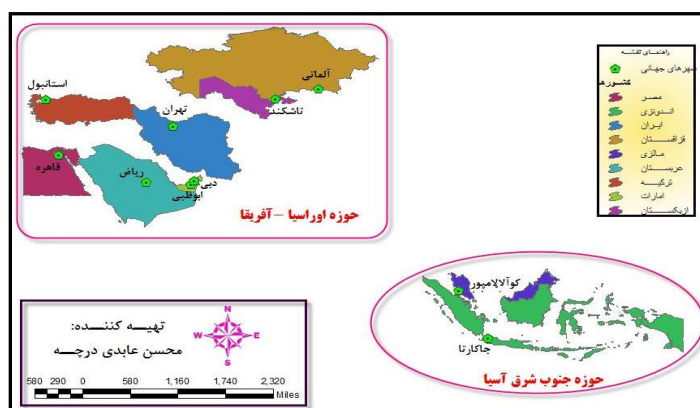 آلماتی
استانبول
تاشکند
تهران
قاهره
ریاض
دبی
ابوظبی
حوزه اوراسیا - آفریقا
راهنمای نقشه
شهرهای جهانی
کشورها
مصر
اندونزی
ایران
قزاقستان
مالزی
عربستان
ترکیه
امارات
ازبکستان
کوآلالامپور
جاکارتا
حوزه جنوب شرق آسیا
تهیه کننده:
محسن عابدی درچه
N
W E
S
580 290 0 580 1,160 1,740 2,320
Miles